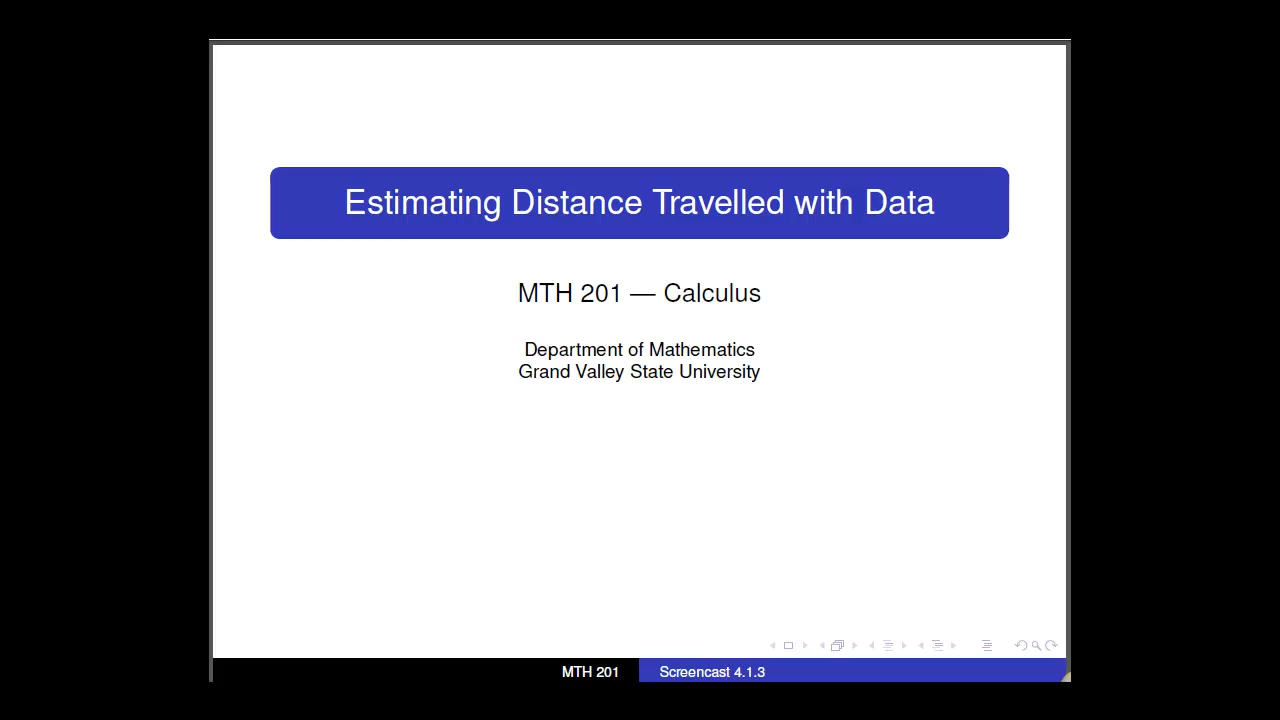 Estimating Distance Travelled with Data
MTH 201 — Calculus
Department of Mathematics
Grand Valley State University
MTH 201
Screencast 4.1.3